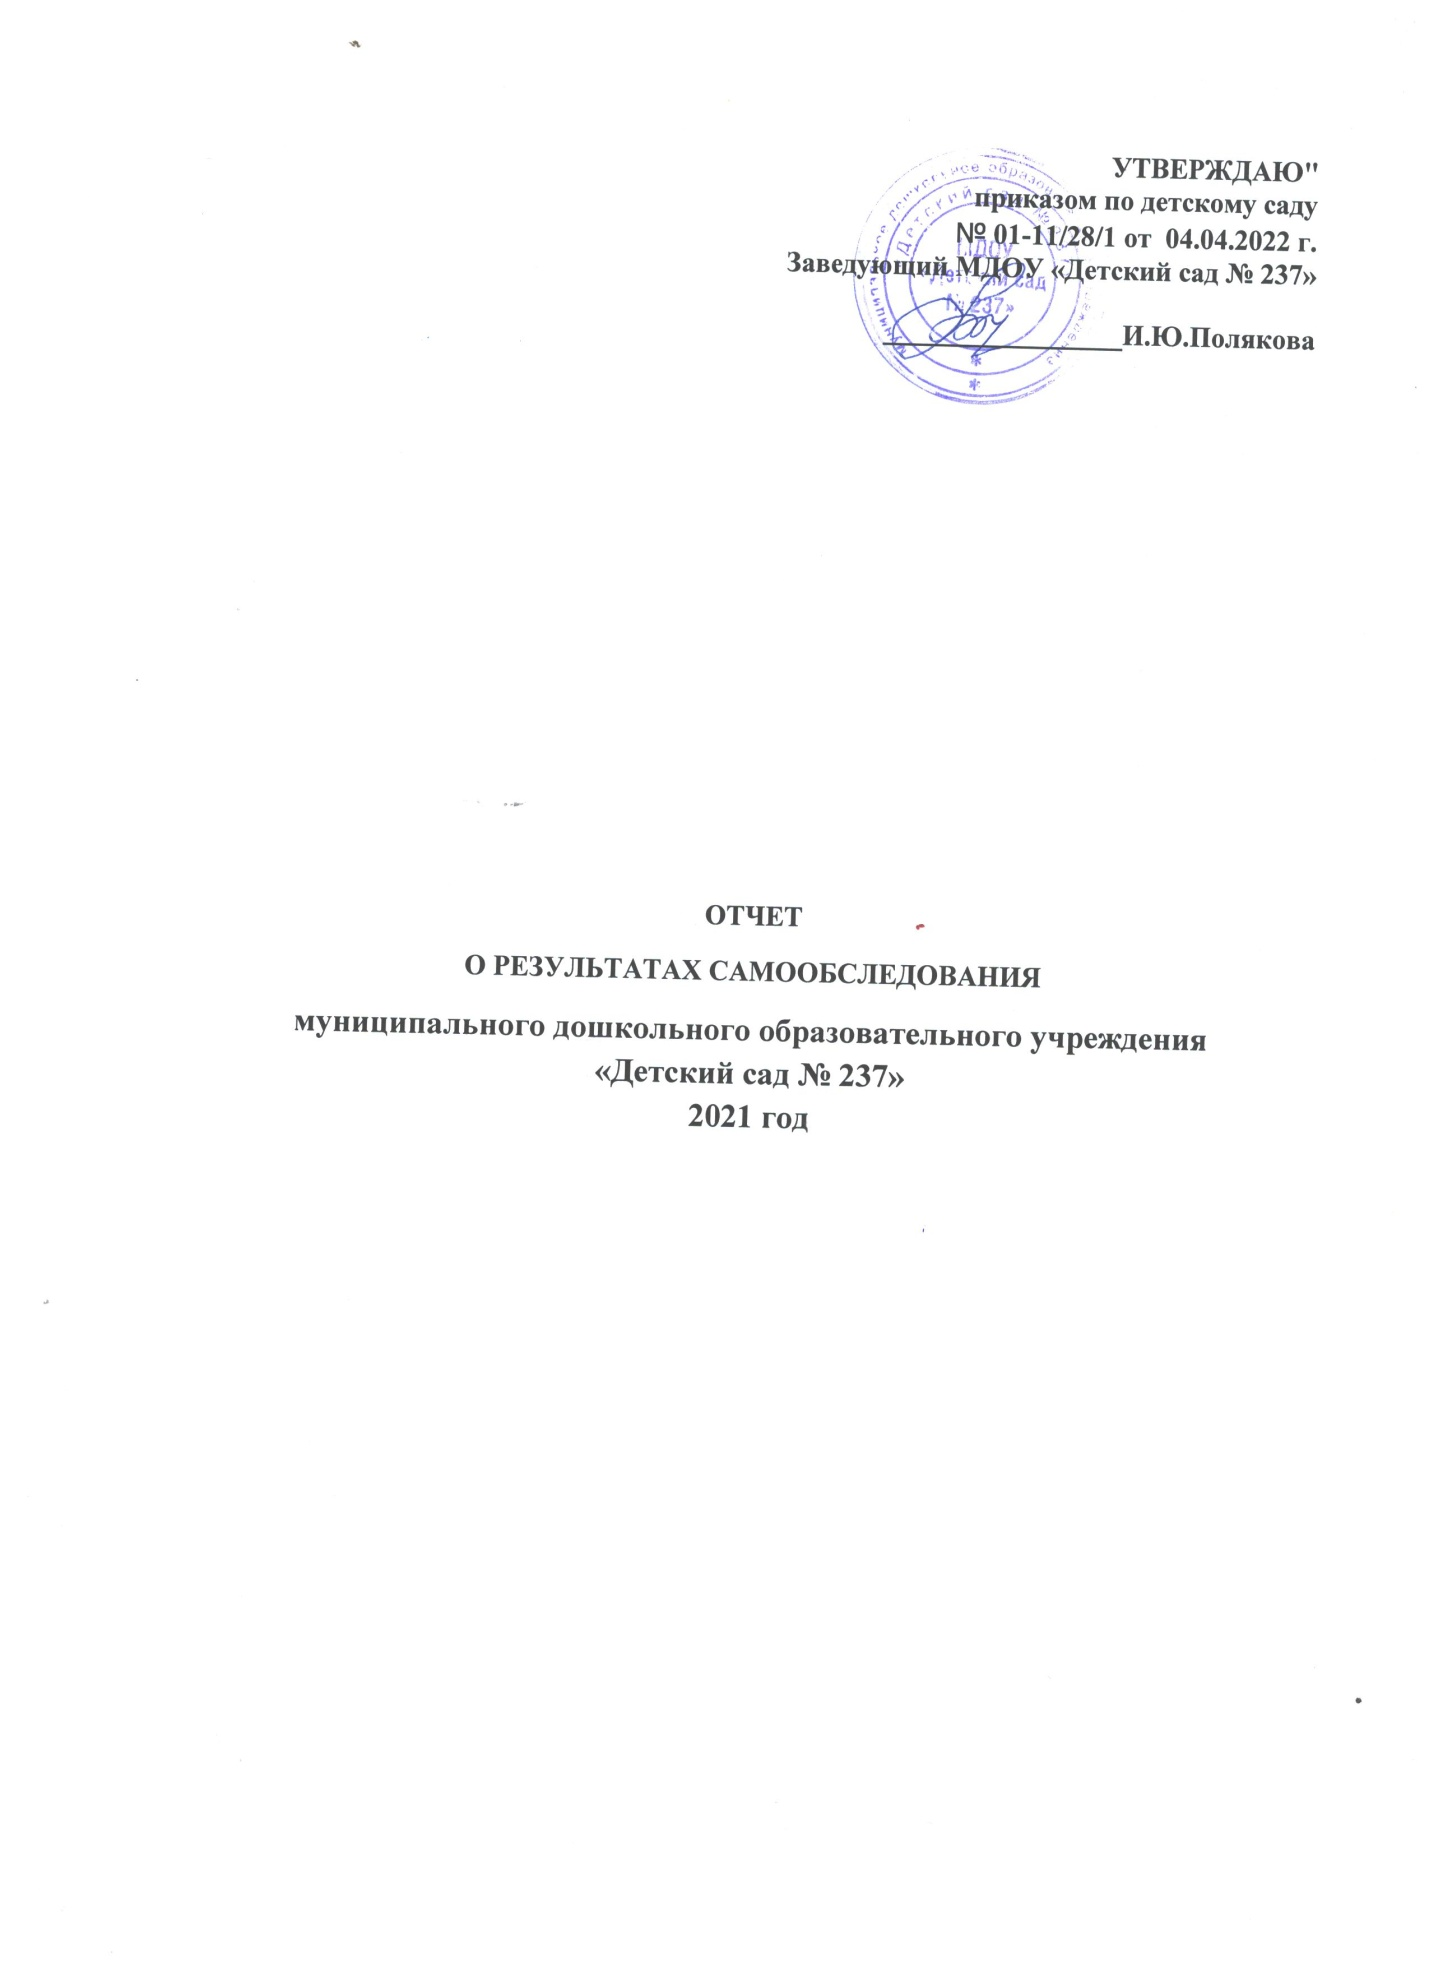 УТВЕРЖДАЮ"
приказом по детскому саду
№ 01-11/28/1 от 04.04.2022 г.
Заведующий МДОУ «Детский сад № 237»
И.Ю.Полякова
ОТЧЕТ
О РЕЗУЛЬТАТАХ САМООБСЛЕДОВАНИЯ
муниципального дошкольного образовательного учреждения
«Детский сад № 237»
2021 год